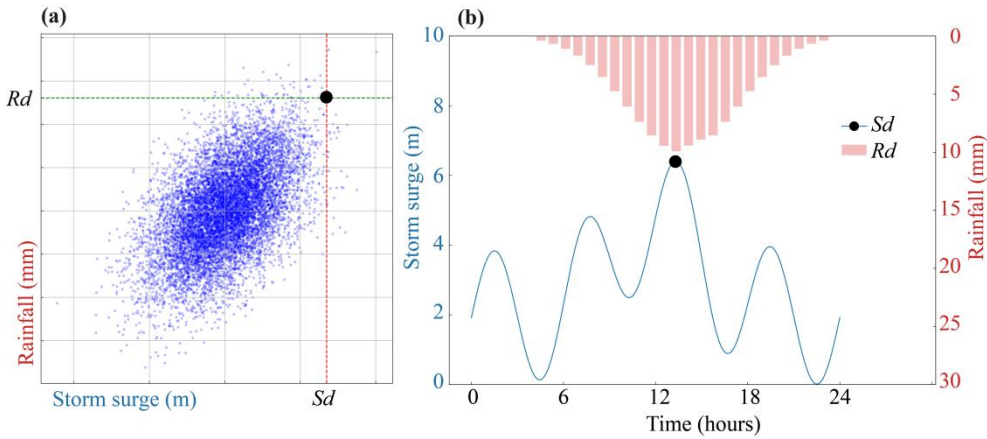 (a)
Rd
Rainfall (mm)
Storm surge (m)
Sd
(b)
10
8
6
4
2
0
Storm surge (m)
0
5
10
15
20
25
30
Rainfall (mm)
Sd
Rd
0
6
12
18
24
Time (hours)